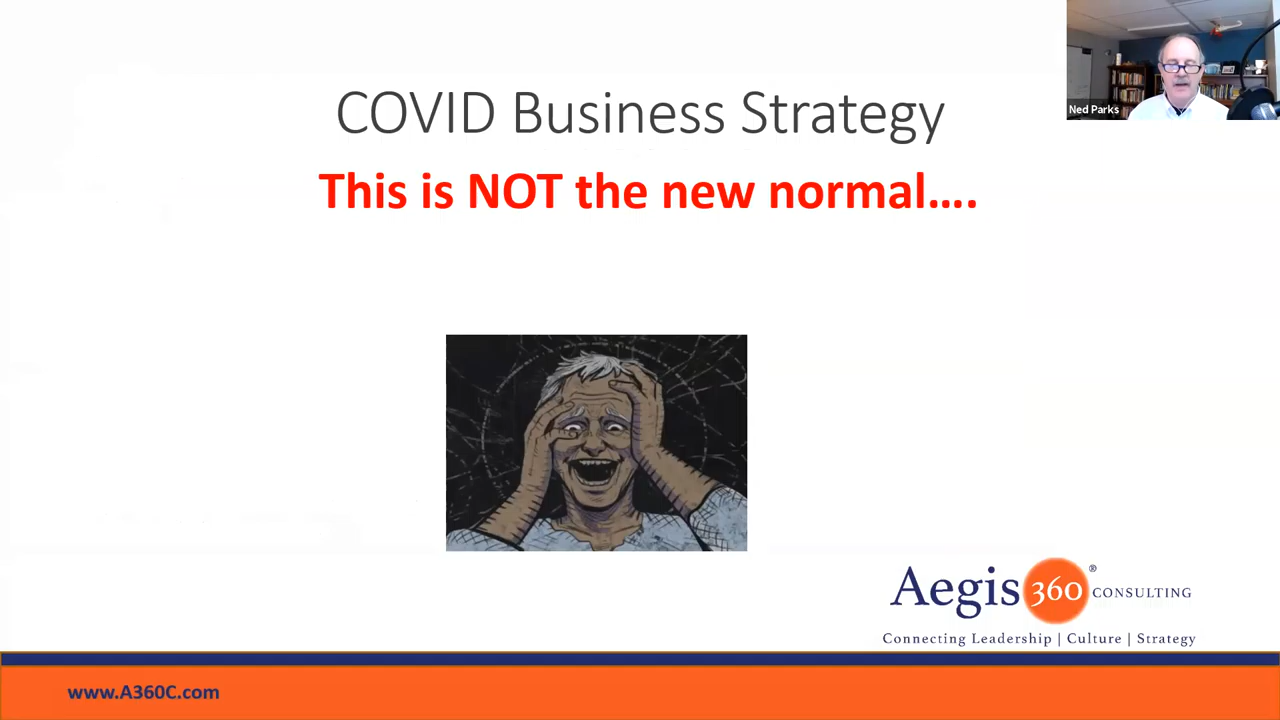 Ned Parks
COVID Business Strategy
This is NOT the new normal....
Aegis 360® CONSULTING
Connecting Leadership | Culture | Strategy
www.A360C.com